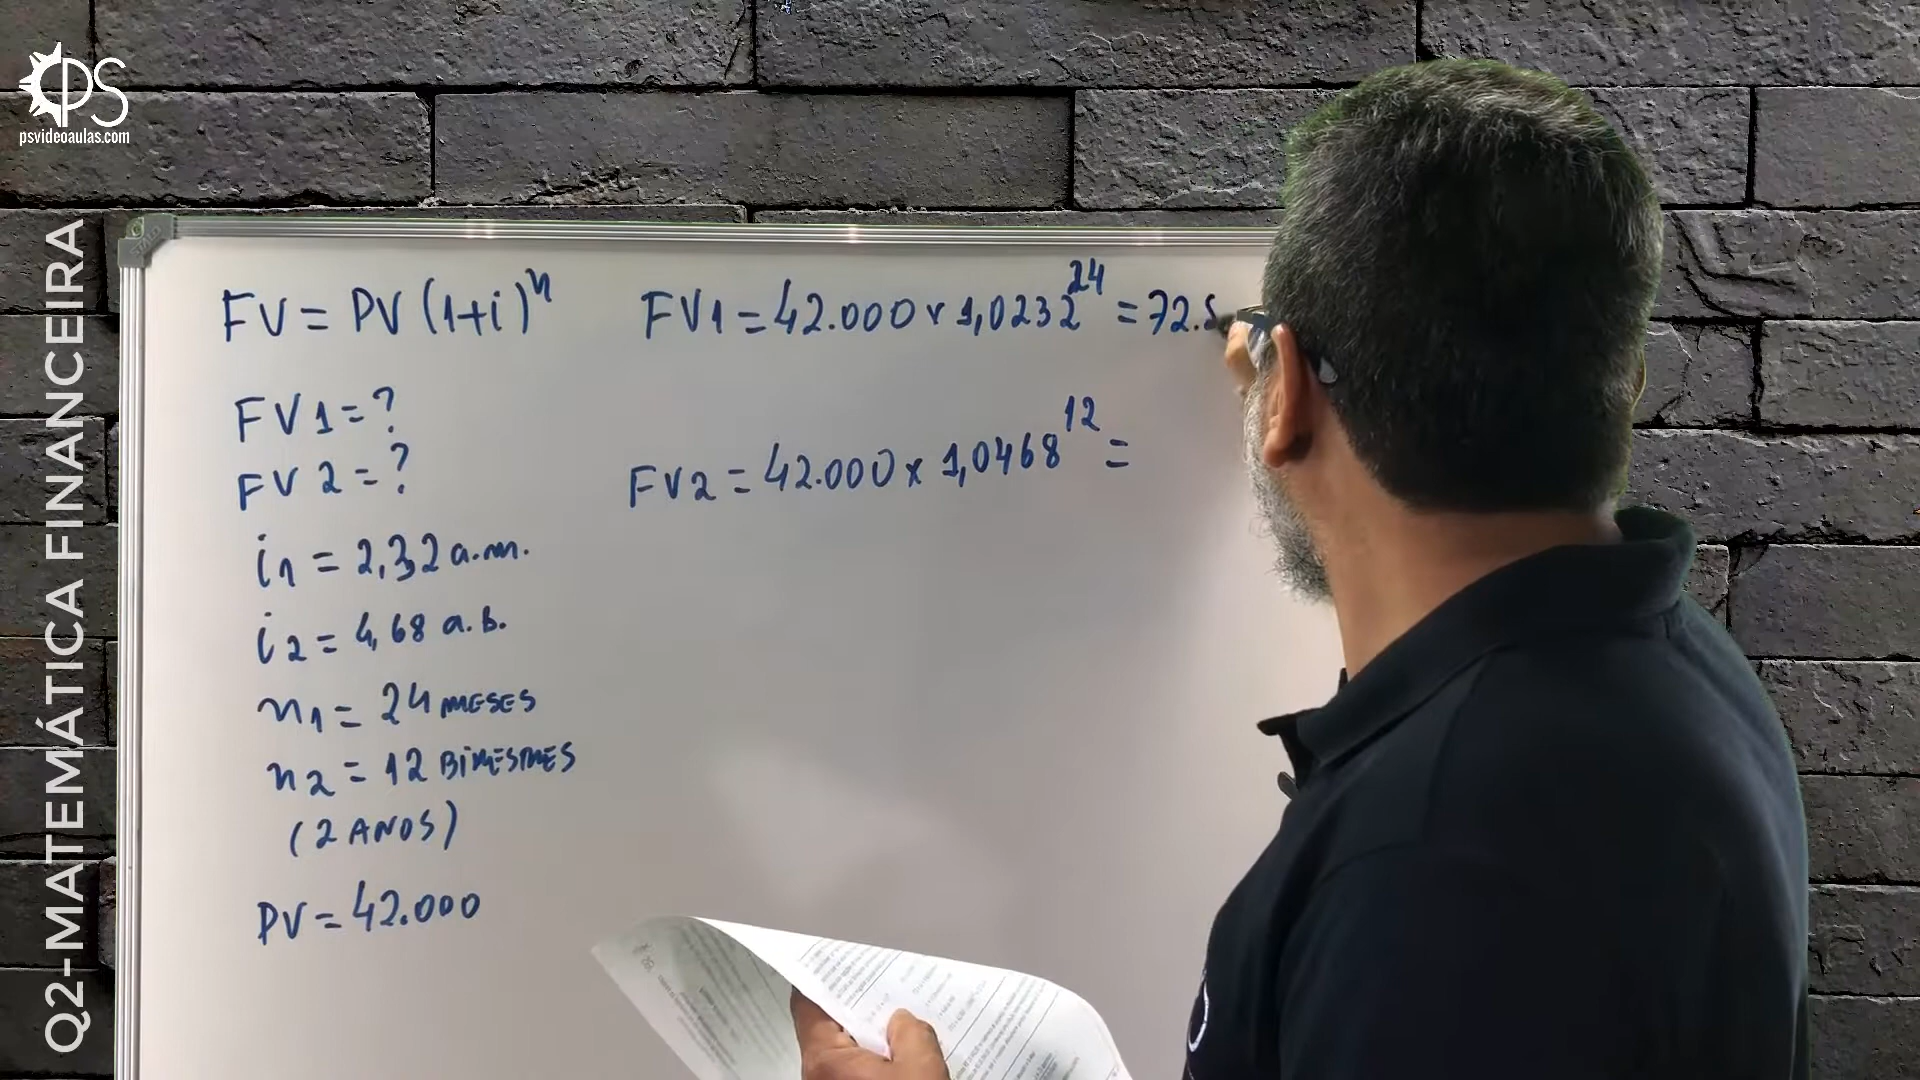 PS
psvideoaulas.com
Q2-MATEMÁTICA FINANCEIRA
FV = PV (1+i)^n
FV1 = ?
FV2 = ?
i1 = 2,32 a.m.
i2 = 4,68 a.b.
n1 = 24 MESES
n2 = 12 BIMESTRES
(2 ANOS)
PV = 42.000
FV1 = 42.000 x 1,0232^24 = 72.
FV2 = 42.000 x 1,0468^12 =